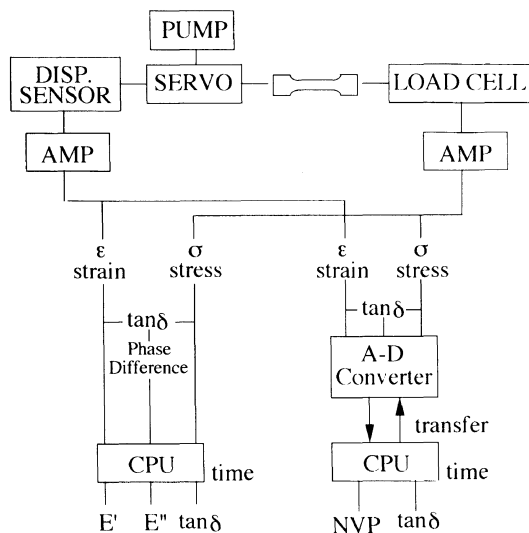 PUMP
DISP.
SENSOR
SERVO
LOAD CELL
AMP
AMP
ε
strain
σ
stress
ε
strain
σ
stress
tanδ
Phase
Difference
tanδ
A-D
Converter
transfer
CPU
time
CPU
time
E'
E"
tanδ
NVP
tanδ